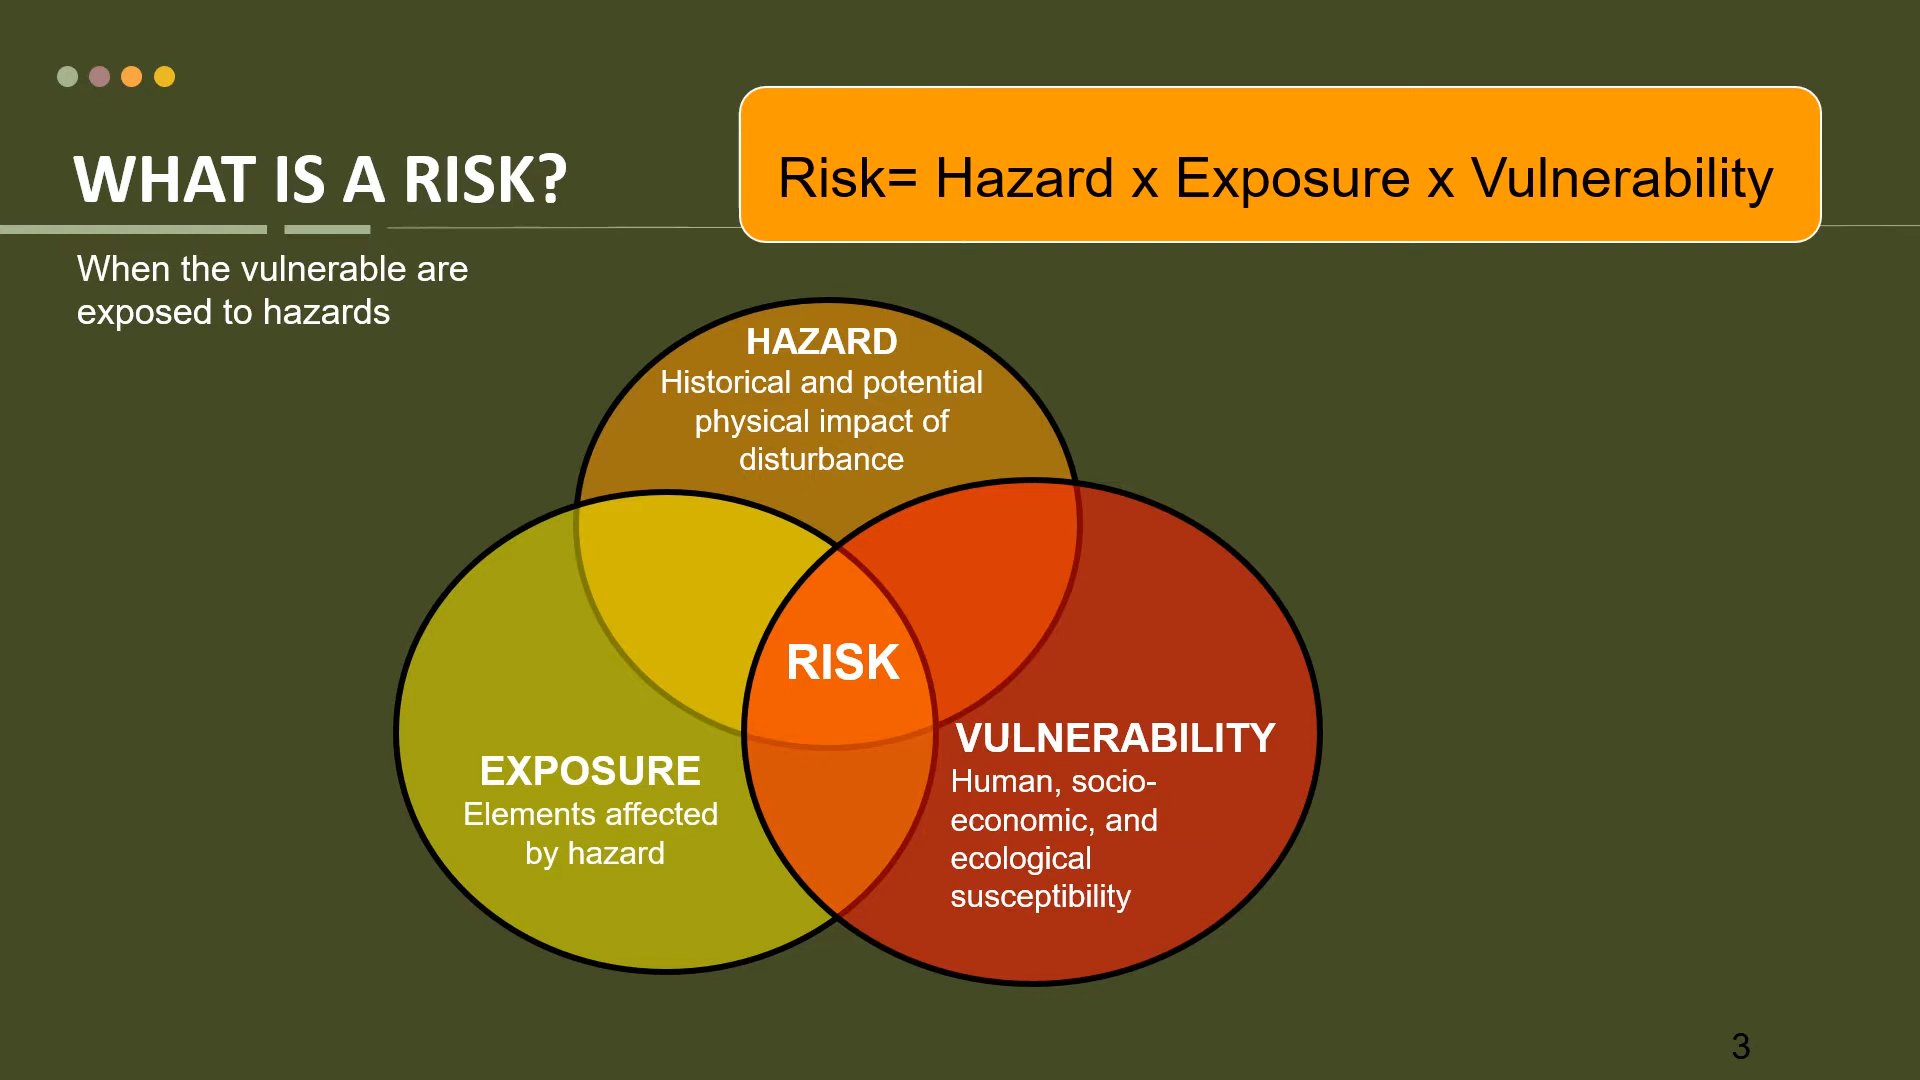 WHAT IS A RISK?
Risk= Hazard x Exposure x Vulnerability
When the vulnerable are
exposed to hazards
HAZARD
Historical and potential
physical impact of
disturbance
RISK
EXPOSURE
Elements affected
by hazard
VULNERABILITY
Human, socio-
economic, and
ecological
susceptibility
3